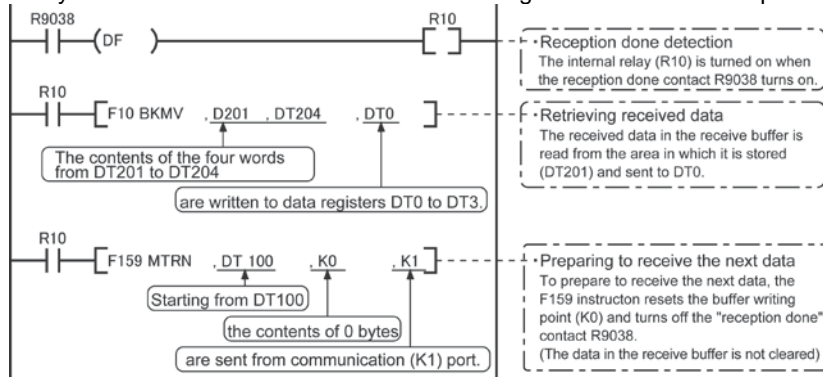 R9038
(DF )
R10
Reception done detection
The internal relay (R10) is turned on when
the reception done contact R9038 turns on.
R10
F10 BKMV , D201 , DT204 , DT0
Retrieving received data
The received data in the receive buffer is
read from the area in which it is stored
(DT201) and sent to DT0.
The contents of the four words
from DT201 to DT204
are written to data registers DT0 to DT3.
R10
F159 MTRN , DT 100 , K0 , K1
Preparing to receive the next data
To prepare to receive the next data, the
F159 instructon resets the buffer writing
point (K0) and turns off the "reception done"
contact R9038.
(The data in the receive buffer is not cleared)
Starting from DT100
the contents of 0 bytes
are sent from communication (K1) port.